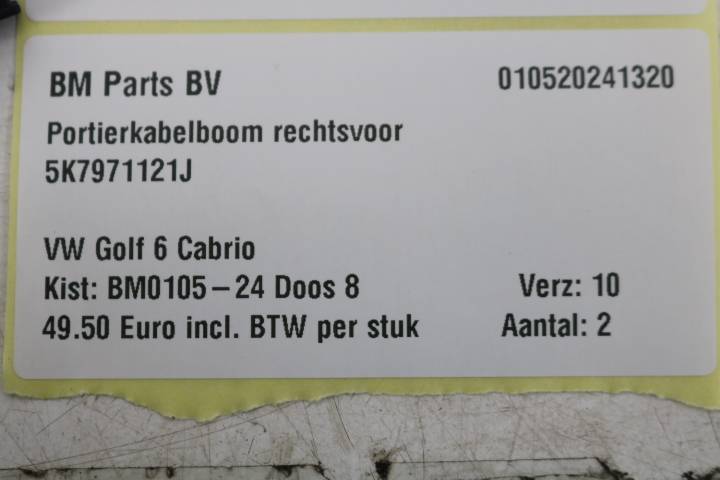 BM Parts BV 010520241320
Portierkabelboom rechtsvoor
5K7971121J
VW Golf 6 Cabrio
Kist: BM0105-24 Doos 8 Verz: 10
49.50 Euro incl. BTW per stuk Aantal: 2